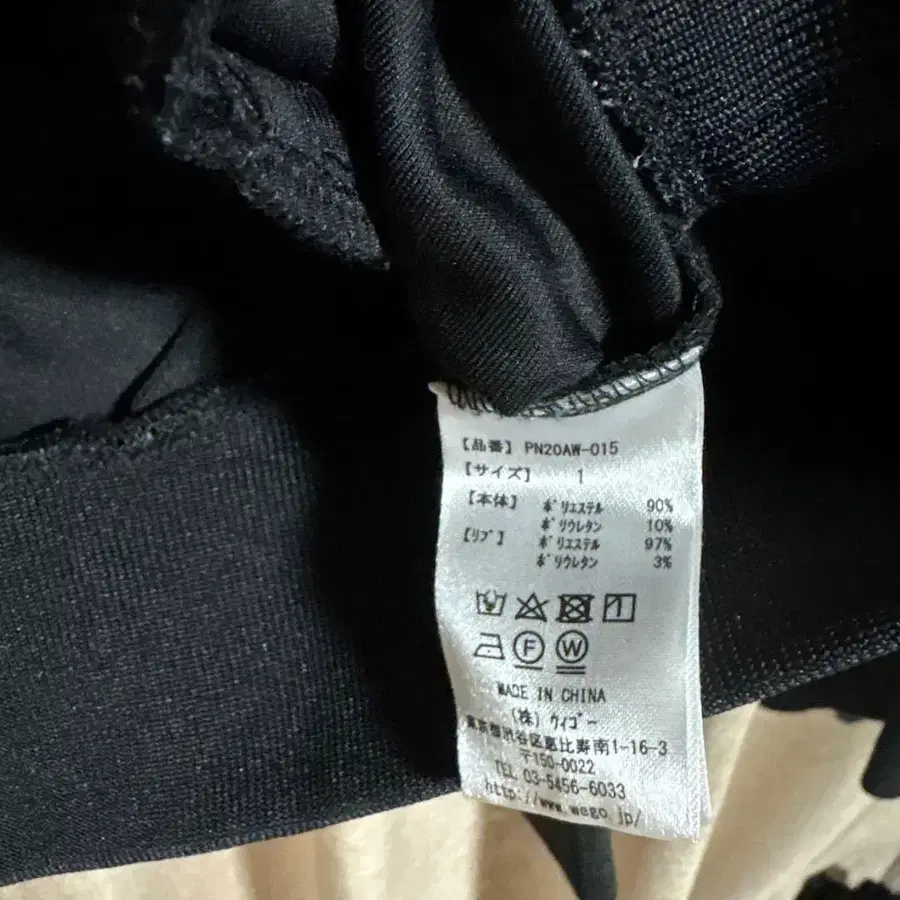 【品番】 PN20AW-015
【サイズ】 1
【本体】 ﾎﾟﾘｴｽﾃﾙ 90%
ﾎﾟﾘｳﾚﾀﾝ 10%
【ﾘﾌﾞ】 ﾎﾟﾘｴｽﾃﾙ 97%
ﾎﾟﾘｳﾚﾀﾝ 3%
F W
MADE IN CHINA
(株) ウィゴー
東京都渋谷区恵比寿南1-16-3
〒150-0022
TEL 03-5456-6033
http://www.wego.jp/